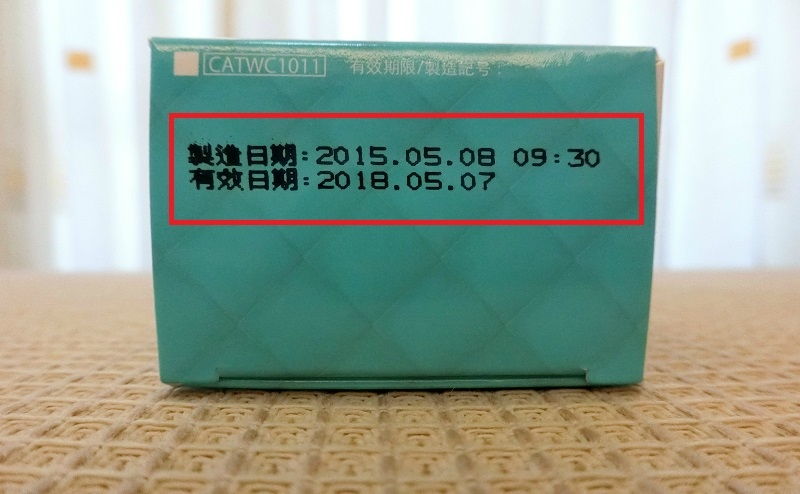 CATWC1011 有效期限/製造記号:
製造日期:2015.05.08 09:30
有效日期:2018.05.07